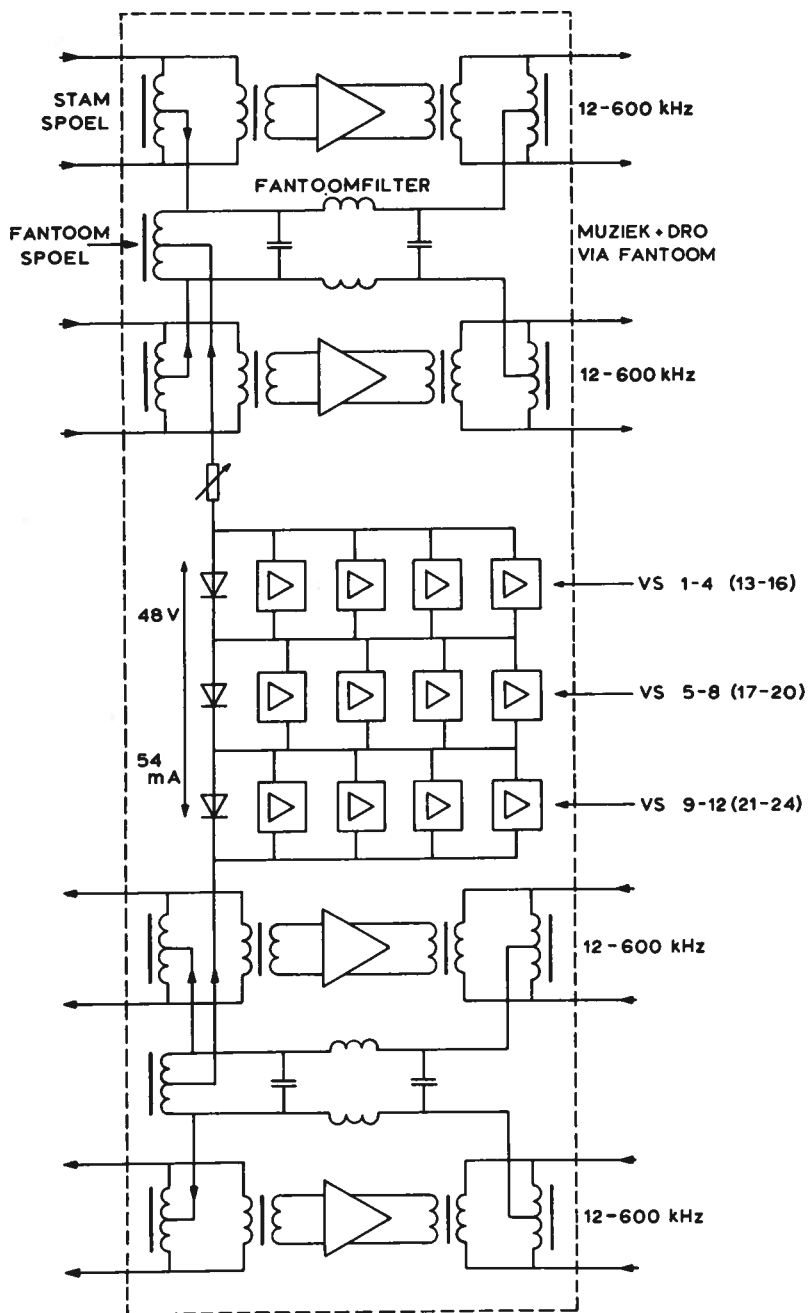 STAM
SPOEL
12-600 kHz
FANTOOMFILTER
FANTOOM
SPOEL
MUZIEK + DRO
VIA FANTOOM
12-600 kHz
48 V
VS 1-4 (13-16)
VS 5-8 (17-20)
54
mA
VS 9-12 (21-24)
12-600 kHz
12-600 kHz